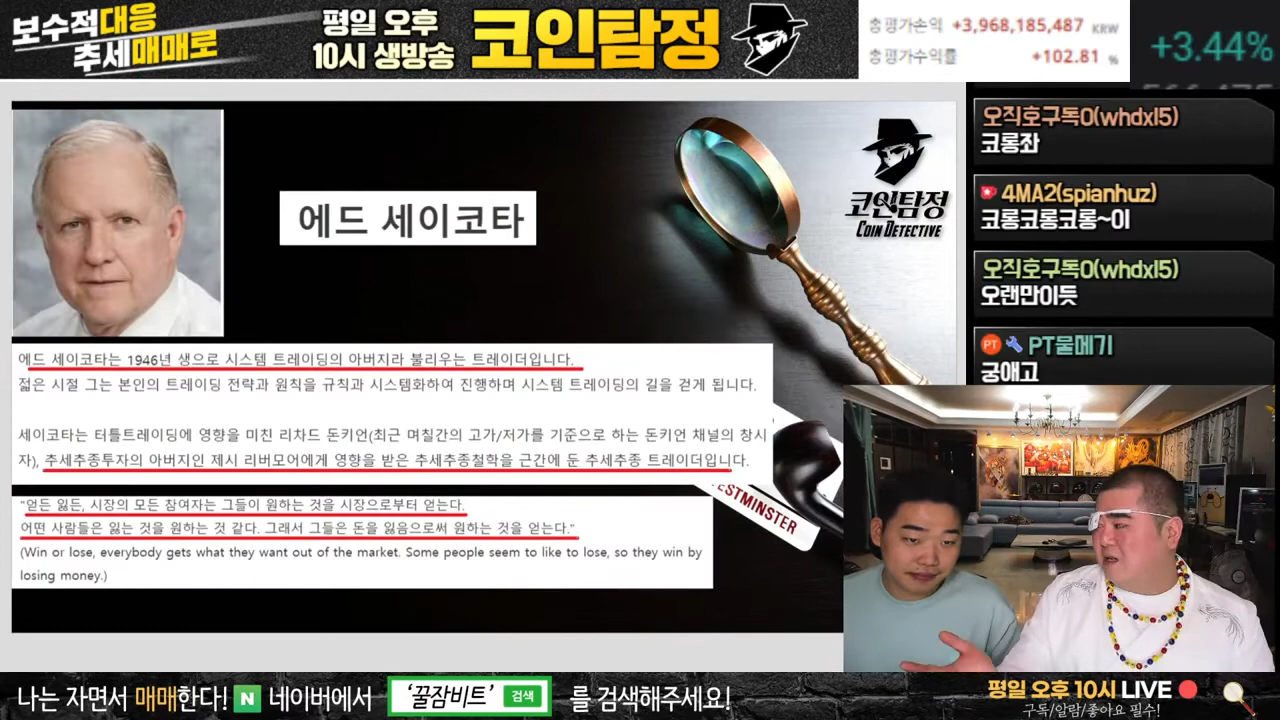 보수적대응
추세매매로
평일 오후
10시 생방송
코인탐정
총평가손익 +3,968,185,487 KRW
총평가수익률 +102.81 %
+3.44%
에드 세이코타
코인탐정
COIN DETECTIVE
에드 세이코타는 1946년 생으로 시스템 트레이딩의 아버지라 불리우는 트레이더입니다.
젊은 시절 그는 본인의 트레이딩 전략과 원칙을 규칙과 시스템화하여 진행하며 시스템 트레이딩의 길을 걷게 됩니다.
세이코타는 터틀트레이딩에 영향을 미친 리차드 돈키언(최근 며칠간의 고가/저가를 기준으로 하는 돈키언 채널의 창시
자), 추세추종투자의 아버지인 제시 리버모어에게 영향을 받은 추세추종철학을 근간에 둔 추세추종 트레이더입니다.
"얻든 잃든, 시장의 모든 참여자는 그들이 원하는 것을 시장으로부터 얻는다.
어떤 사람들은 잃는 것을 원하는 것 같다. 그래서 그들은 돈을 잃음으로써 원하는 것을 얻는다."
(Win or lose, everybody gets what they want out of the market. Some people seem to like to lose, so they win by
losing money.)
ESTMINSTER
오직호구독0(whdxl5)
코롱좌
4MA2(spianhuz)
코롱코롱코롱~이
오직호구독0(whdxl5)
오랜만이듯
PT PT물메기
궁애고
나는 자면서 매매한다! N 네이버에서 '꿀잠비트' 검색 를 검색해주세요!
평일 오후 10시 LIVE
구독/알람/좋아요 필수!